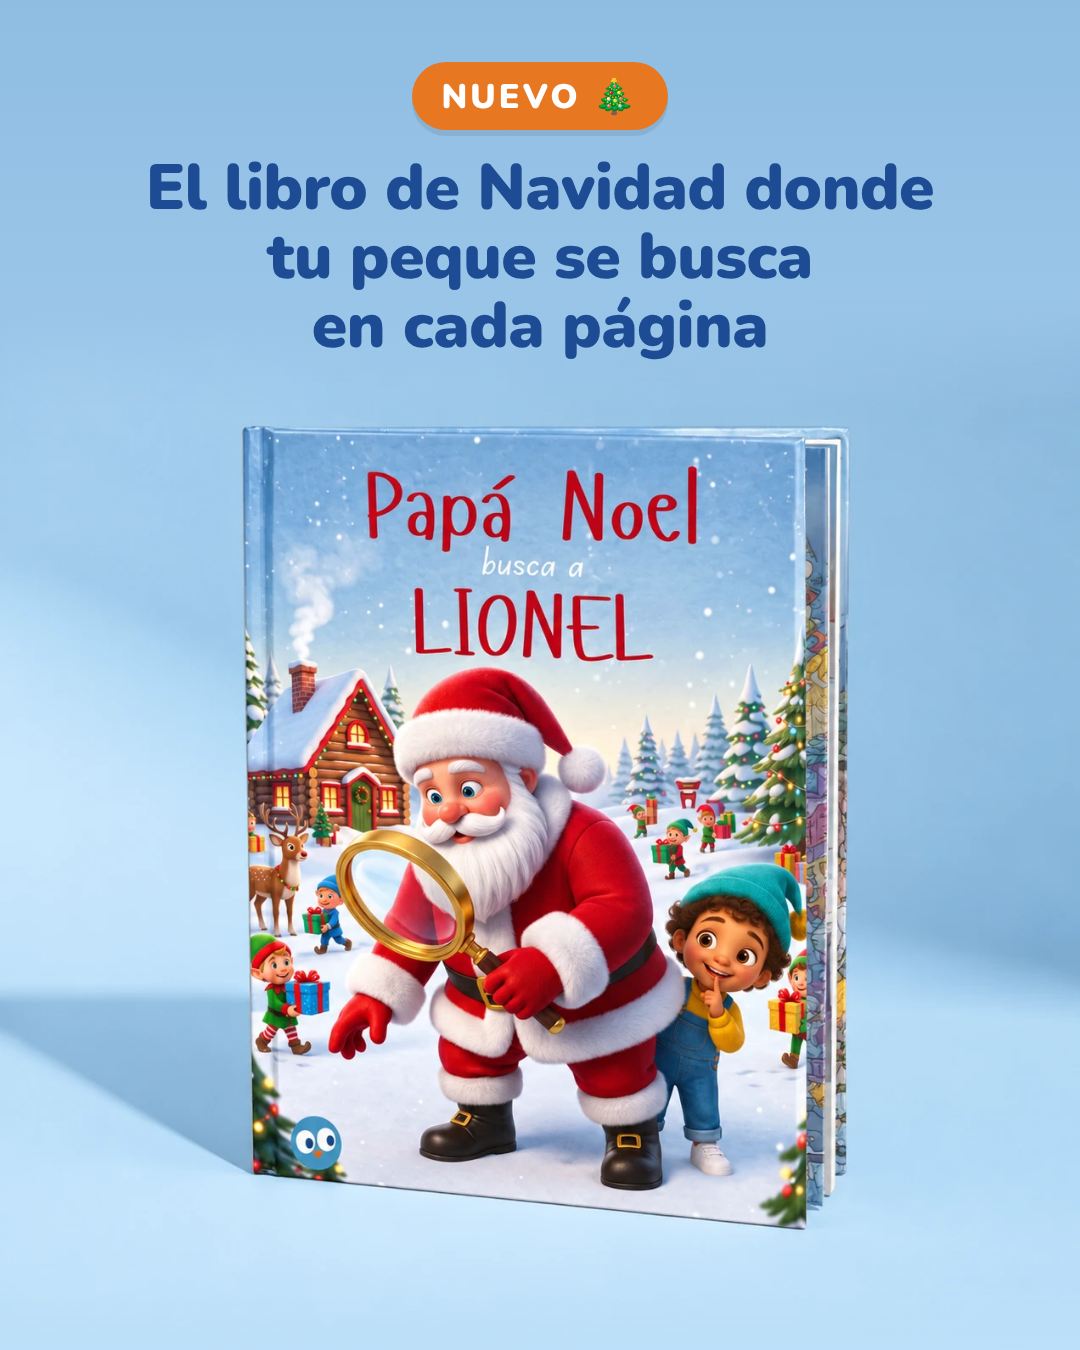 NUEVO 🎄
El libro de Navidad donde
tu peque se busca
en cada página
Papá Noel
busca a
LIONEL